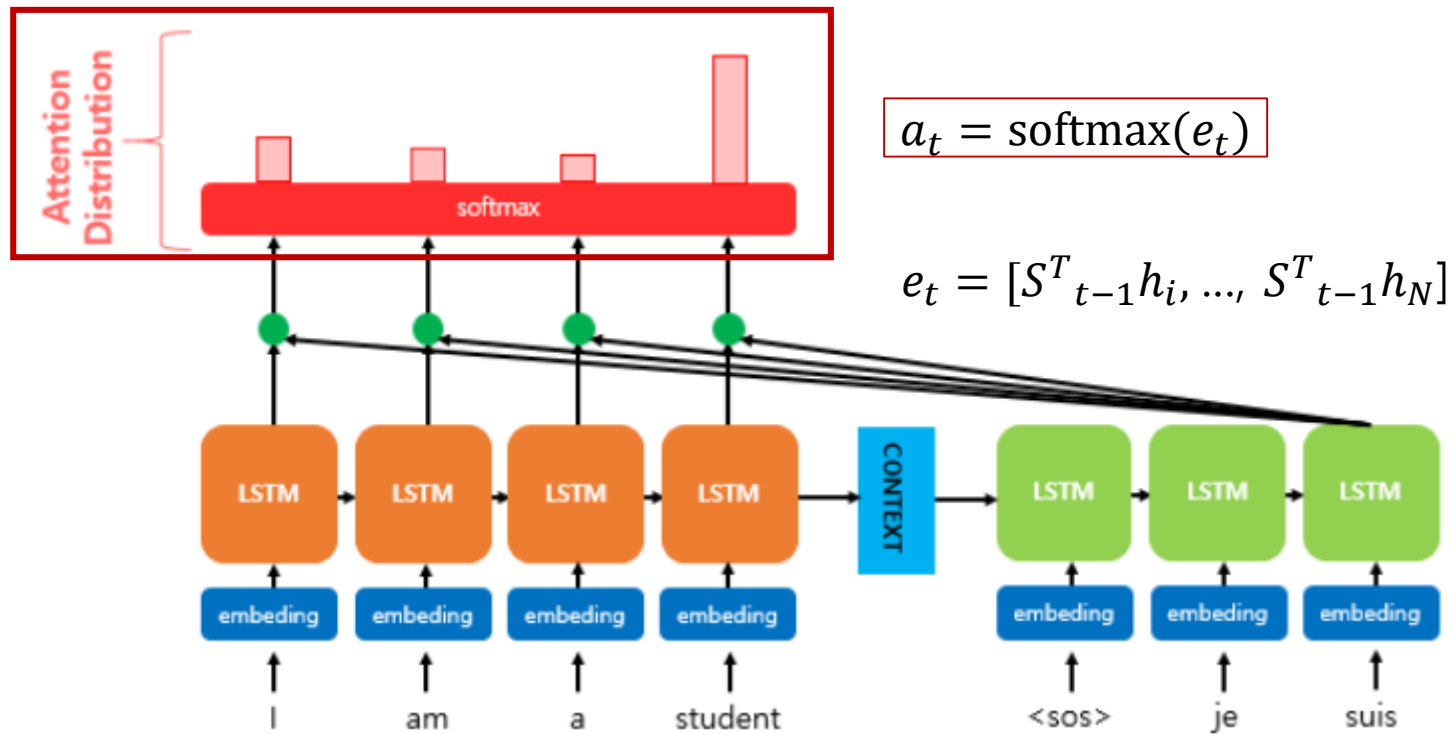 Attention
Distribution
softmax
a_t = softmax(e_t)
e_t = [S^T_{t−1}h_i, …, S^T_{t−1}h_N]
LSTM LSTM LSTM LSTM CONTEXT LSTM LSTM LSTM
embeding embeding embeding embeding embeding embeding embeding
I am a student <sos> je suis